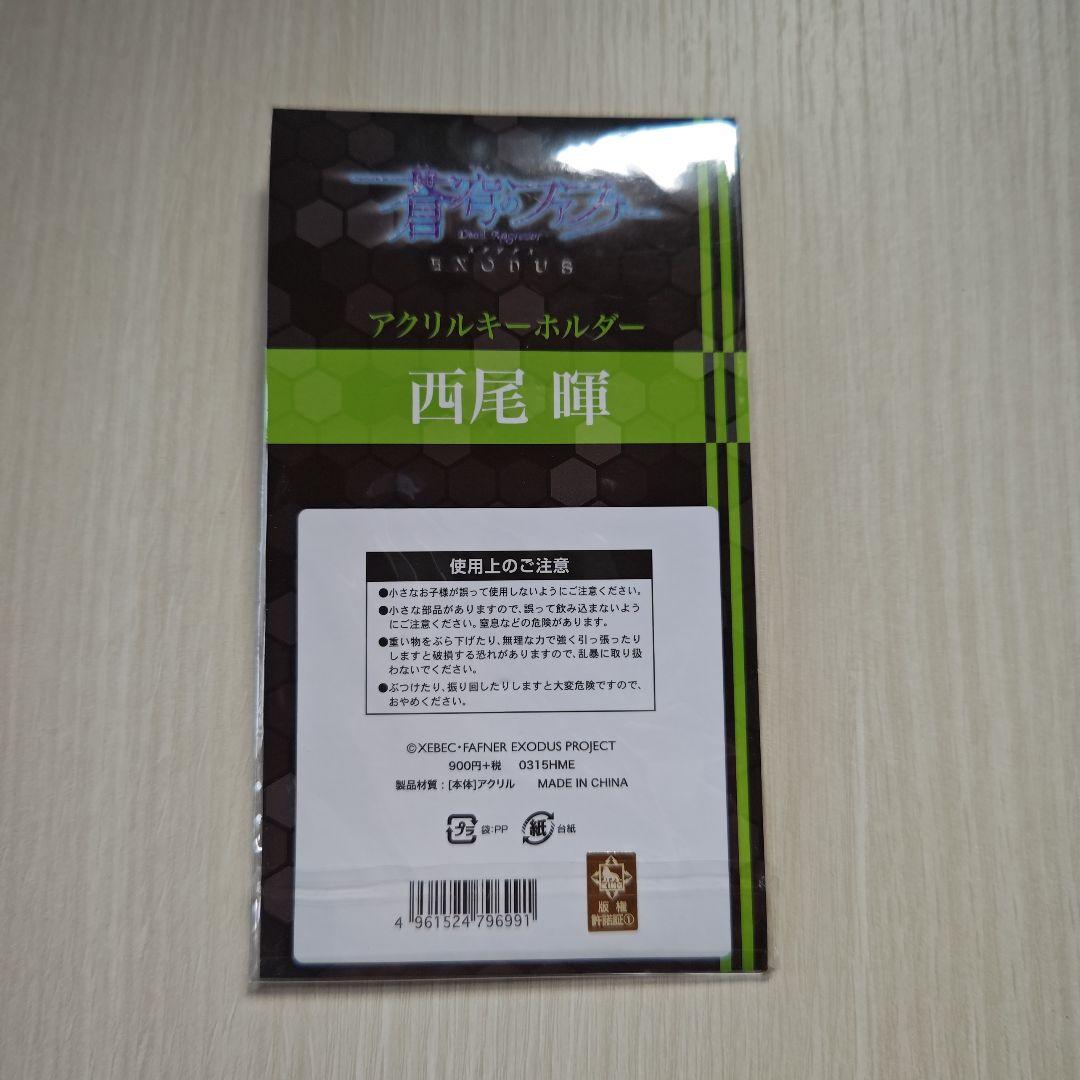 蒼穹のファフナー
Dead Aggressor
エグゾダス
EXODUS
アクリルキーホルダー
西尾 暉
使用上のご注意
●小さなお子様が誤って使用しないようにご注意ください。
●小さな部品がありますので、誤って飲み込まないよう
にご注意ください。窒息などの危険があります。
●重い物をぶら下げたり、無理な力で強く引っ張ったり
しますと破損する恐れがありますので、乱暴に取り扱
わないでください。
●ぶつけたり、振り回したりしますと大変危険ですので、
おやめください。
©XEBEC・FAFNER EXODUS PROJECT
900円+税 0315HME
製品材質：[本体]アクリル MADE IN CHINA
プラ 袋:PP 紙 台紙
4 961524 796991
KING
版権
許諾証①